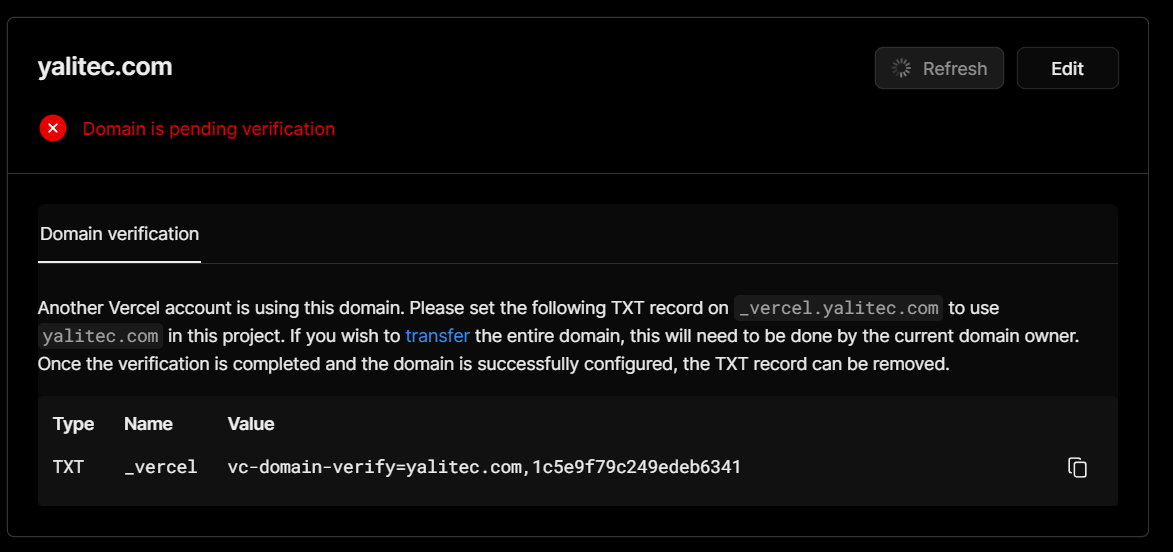 yalitec.com
Refresh
Edit
Domain is pending verification
Domain verification
Another Vercel account is using this domain. Please set the following TXT record on _vercel.yalitec.com to use
yalitec.com in this project. If you wish to transfer the entire domain, this will need to be done by the current domain owner.
Once the verification is completed and the domain is successfully configured, the TXT record can be removed.
Type Name Value
TXT _vercel vc-domain-verify=yalitec.com,1c5e9f79c249edeb6341